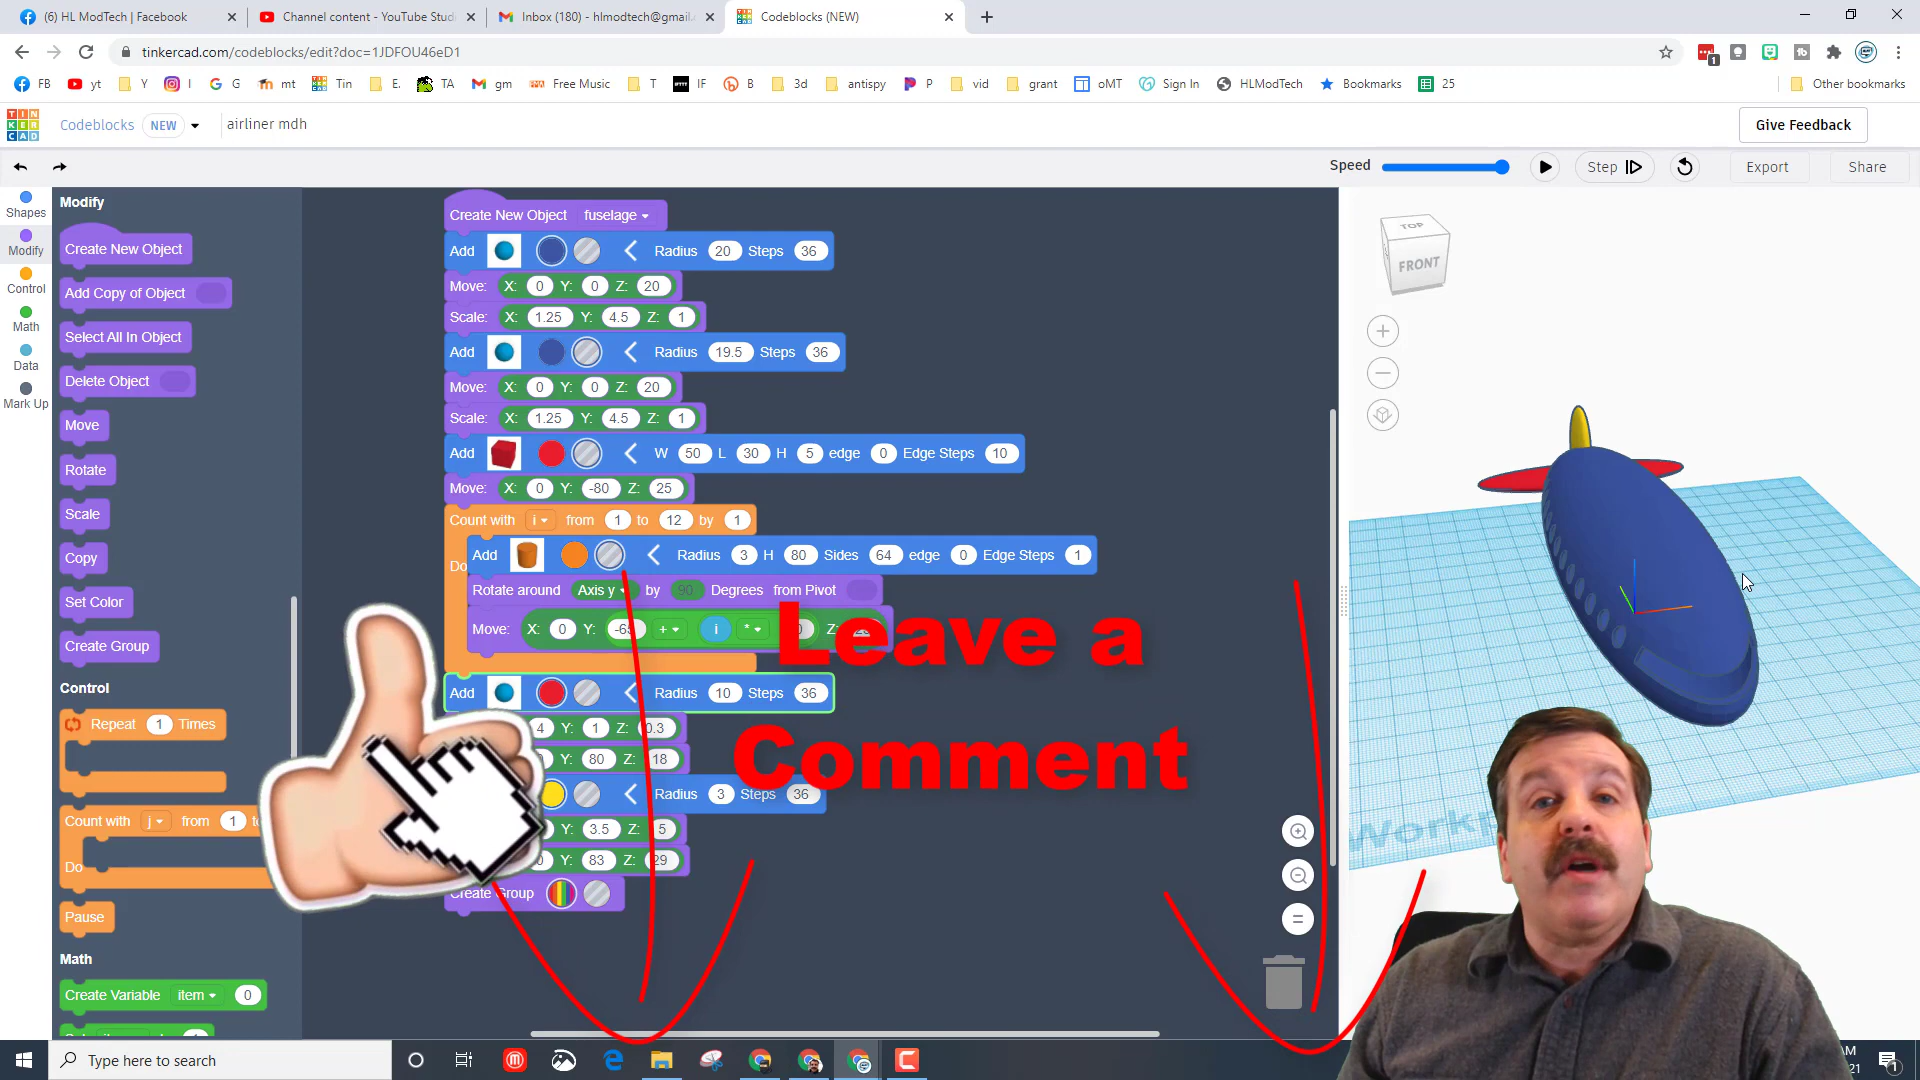 (6) HL ModTech | Facebook
Channel content - YouTube Stud
Inbox (180) - hlmodtech@gmail.
Codeblocks (NEW)
tinkercad.com/codeblocks/edit?doc=1JDFOU46eD1
FB yt Y I G mt Tin E. TA gm Free Music T IF B 3d antispy P vid grant oMT Sign In HLModTech Bookmarks 25 Other bookmarks
TIN KER CAD Codeblocks NEW airliner mdh Give Feedback
Speed Step Export Share
Shapes
Modify
Control
Math
Data
Mark Up
Modify
Create New Object
Add Copy of Object
Select All In Object
Delete Object
Move
Rotate
Scale
Copy
Set Color
Create Group
Control
Repeat 1 Times
Count with j from 1 to
Do
Pause
Math
Create Variable item 0
Create New Object fuselage
Add Radius 20 Steps 36
Move: X: 0 Y: 0 Z: 20
Scale: X: 1.25 Y: 4.5 Z: 1
Add Radius 19.5 Steps 36
Move: X: 0 Y: 0 Z: 20
Scale: X: 1.25 Y: 4.5 Z: 1
Add W 50 L 30 H 5 edge 0 Edge Steps 10
Move: X: 0 Y: -80 Z: 25
Count with i from 1 to 12 by 1
Do
Add Radius 3 H 80 Sides 64 edge 0 Edge Steps 1
Rotate around Axis y by 90 Degrees from Pivot
Move: X: 0 Y: + i * Z:
Add Radius 10 Steps 36
4 Y: 1 Z: 0.3
Y: 80 Z: 18
Radius 3 Steps 36
Y: 3.5 Z: 5
Y: 83 Z: 29
Create Group
Leave a
Comment
TOP
FRONT
Type here to search